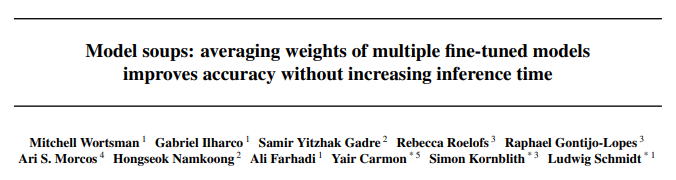 Model soups: averaging weights of multiple fine-tuned models
improves accuracy without increasing inference time
Mitchell Wortsman 1 Gabriel Ilharco 1 Samir Yitzhak Gadre 2 Rebecca Roelofs 3 Raphael Gontijo-Lopes 3
Ari S. Morcos 4 Hongseok Namkoong 2 Ali Farhadi 1 Yair Carmon * 5 Simon Kornblith * 3 Ludwig Schmidt * 1